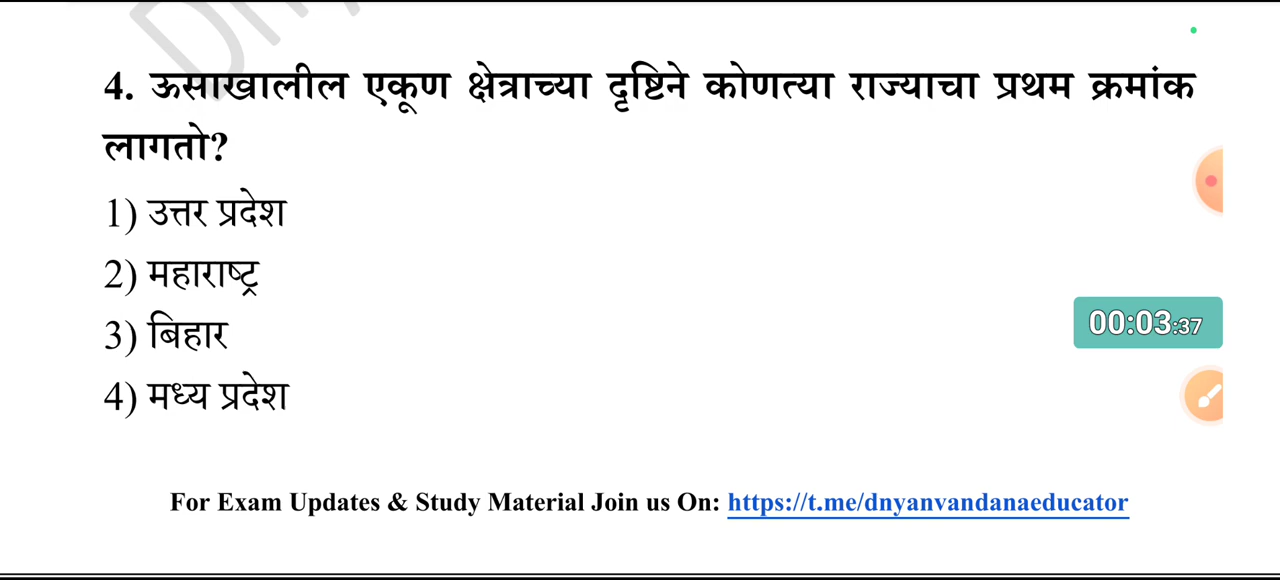 4. ऊसाखालील एकूण क्षेत्राच्या दृष्टिने कोणत्या राज्याचा प्रथम क्रमांक
लागतो?
1) उत्तर प्रदेश
2) महाराष्ट्र
3) बिहार
00:03:37
4) मध्य प्रदेश
For Exam Updates & Study Material Join us On: https://t.me/dnyanvandanaeducator